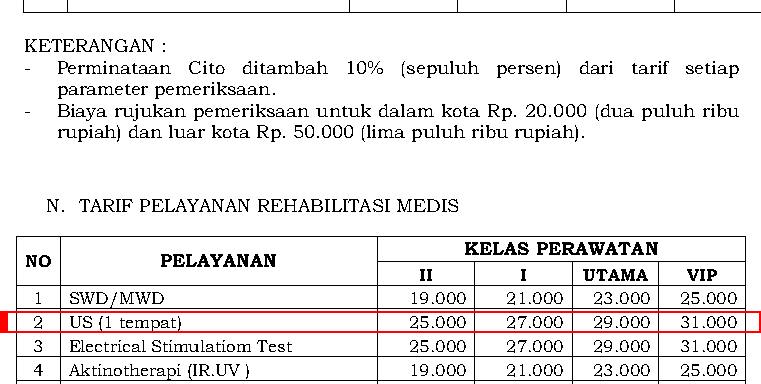 KETERANGAN :
- Perminataan Cito ditambah 10% (sepuluh persen) dari tarif setiap
parameter pemeriksaan.
- Biaya rujukan pemeriksaan untuk dalam kota Rp. 20.000 (dua puluh ribu
rupiah) dan luar kota Rp. 50.000 (lima puluh ribu rupiah).
N. TARIF PELAYANAN REHABILITASI MEDIS
NO PELAYANAN KELAS PERAWATAN
II I UTAMA VIP
1 SWD/MWD 19.000 21.000 23.000 25.000
2 US (1 tempat) 25.000 27.000 29.000 31.000
3 Electrical Stimulatiom Test 25.000 27.000 29.000 31.000
4 Aktinotherapi (IR.UV ) 19.000 21.000 23.000 25.000